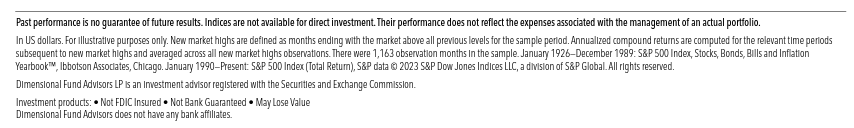 Past performance is no guarantee of future results. Indices are not available for direct investment. Their performance does not reflect the expenses associated with the management of an actual portfolio.
In US dollars. For illustrative purposes only. New market highs are defined as months ending with the market above all previous levels for the sample period. Annualized compound returns are computed for the relevant time periods
subsequent to new market highs and averaged across all new market highs observations. There were 1,163 observation months in the sample. January 1926–December 1989: S&P 500 Index, Stocks, Bonds, Bills and Inflation
Yearbook™, Ibbotson Associates, Chicago. January 1990–Present: S&P 500 Index (Total Return), S&P data © 2023 S&P Dow Jones Indices LLC, a division of S&P Global. All rights reserved.
Dimensional Fund Advisors LP is an investment advisor registered with the Securities and Exchange Commission.
Investment products: • Not FDIC Insured • Not Bank Guaranteed • May Lose Value
Dimensional Fund Advisors does not have any bank affiliates.